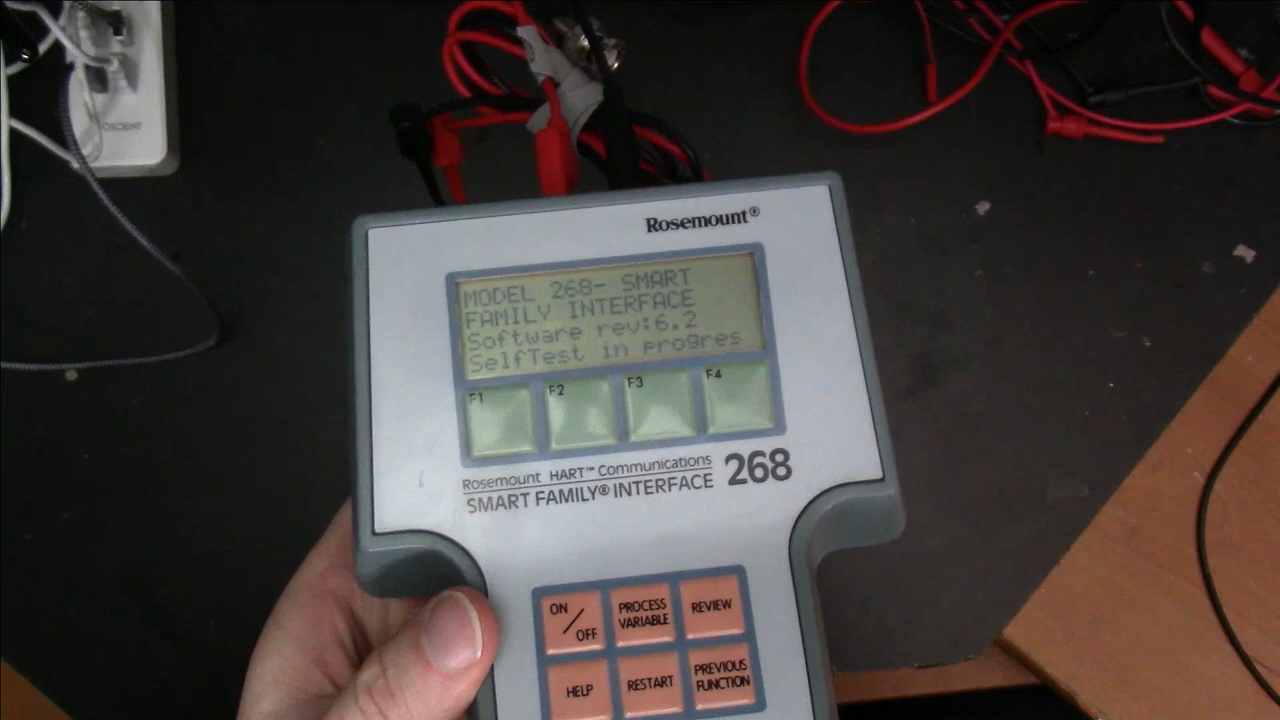 Rosemount®
MODEL 268- SMART
FAMILY INTERFACE
Software rev:6.2
SelfTest in progres
F1 F2 F3 F4
Rosemount HART™ Communications
SMART FAMILY® INTERFACE 268
ON/OFF PROCESS VARIABLE REVIEW
HELP RESTART PREVIOUS FUNCTION